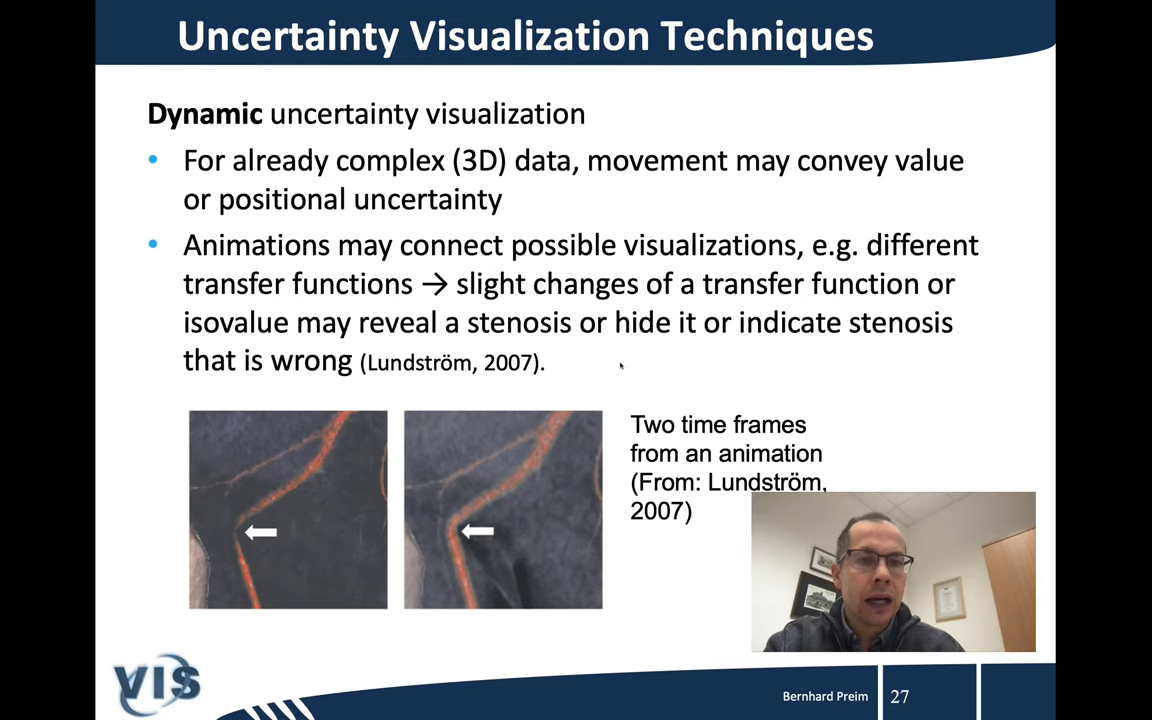 Uncertainty Visualization Techniques
Dynamic uncertainty visualization
• For already complex (3D) data, movement may convey value
or positional uncertainty
• Animations may connect possible visualizations, e.g. different
transfer functions → slight changes of a transfer function or
isovalue may reveal a stenosis or hide it or indicate stenosis
that is wrong (Lundström, 2007).
Two time frames
from an animation
(From: Lundström,
2007)
VIS
Bernhard Preim
27